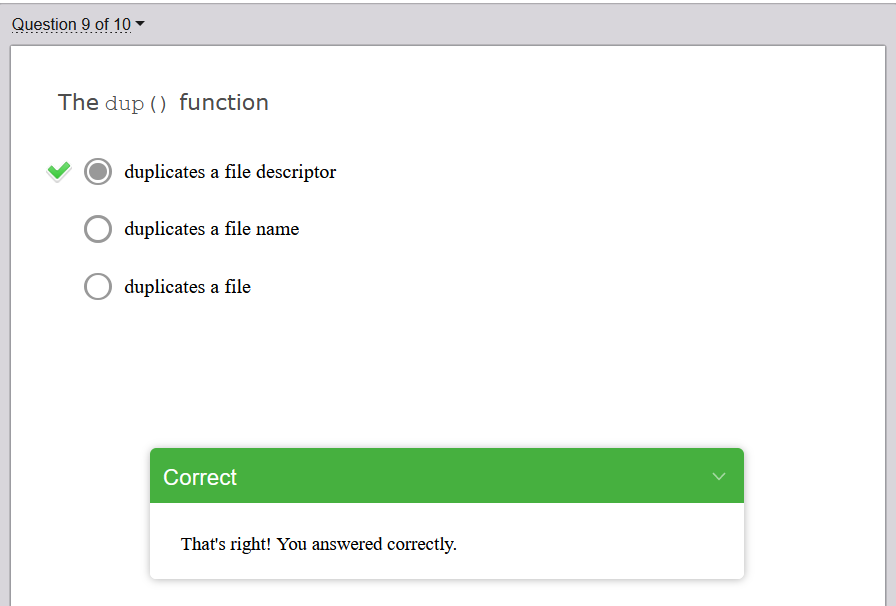 Question 9 of 10
The dup() function
duplicates a file descriptor
duplicates a file name
duplicates a file
Correct
That's right! You answered correctly.